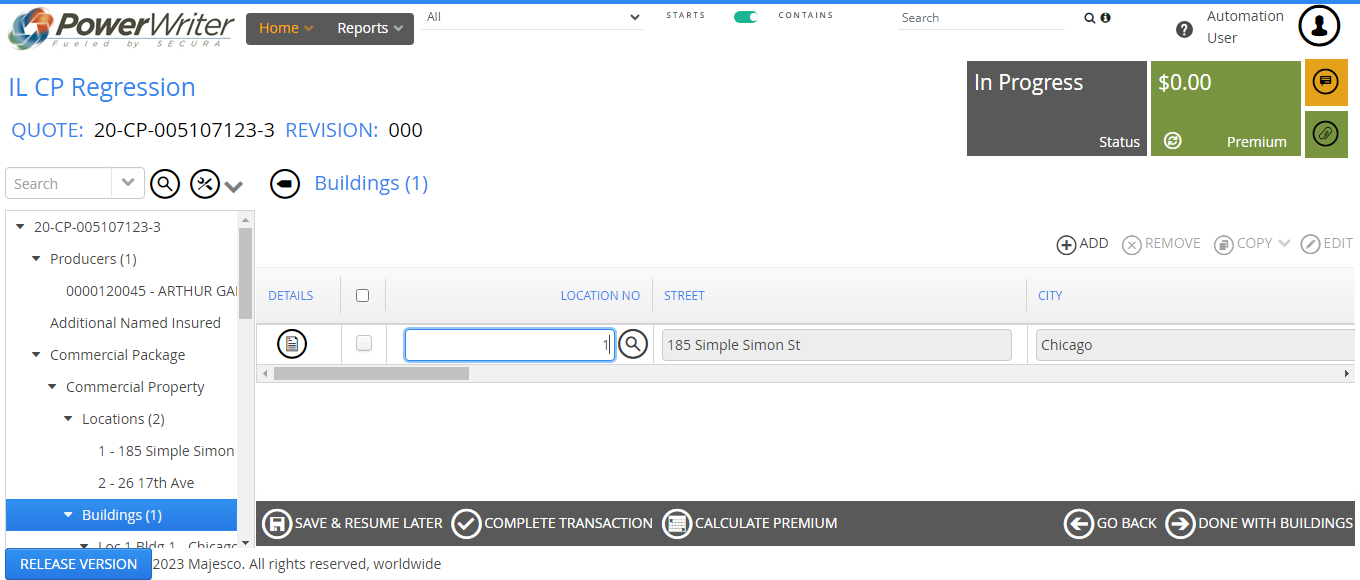 PowerWriter
Fueled by SECURA
Home
Reports
All
STARTS
CONTAINS
Search
Automation
User
IL CP Regression
QUOTE: 20-CP-005107123-3 REVISION: 000
In Progress
Status
$0.00
Premium
Search
Buildings (1)
20-CP-005107123-3
Producers (1)
0000120045 - ARTHUR GA
Additional Named Insured
Commercial Package
Commercial Property
Locations (2)
1 - 185 Simple Simon
2 - 26 17th Ave
Buildings (1)
Loc 1 Bldg 1 - Chicago
ADD
REMOVE
COPY
EDIT
DETAILS
LOCATION NO
STREET
CITY
1
185 Simple Simon St
Chicago
SAVE & RESUME LATER
COMPLETE TRANSACTION
CALCULATE PREMIUM
GO BACK
DONE WITH BUILDINGS
RELEASE VERSION
2023 Majesco. All rights reserved, worldwide